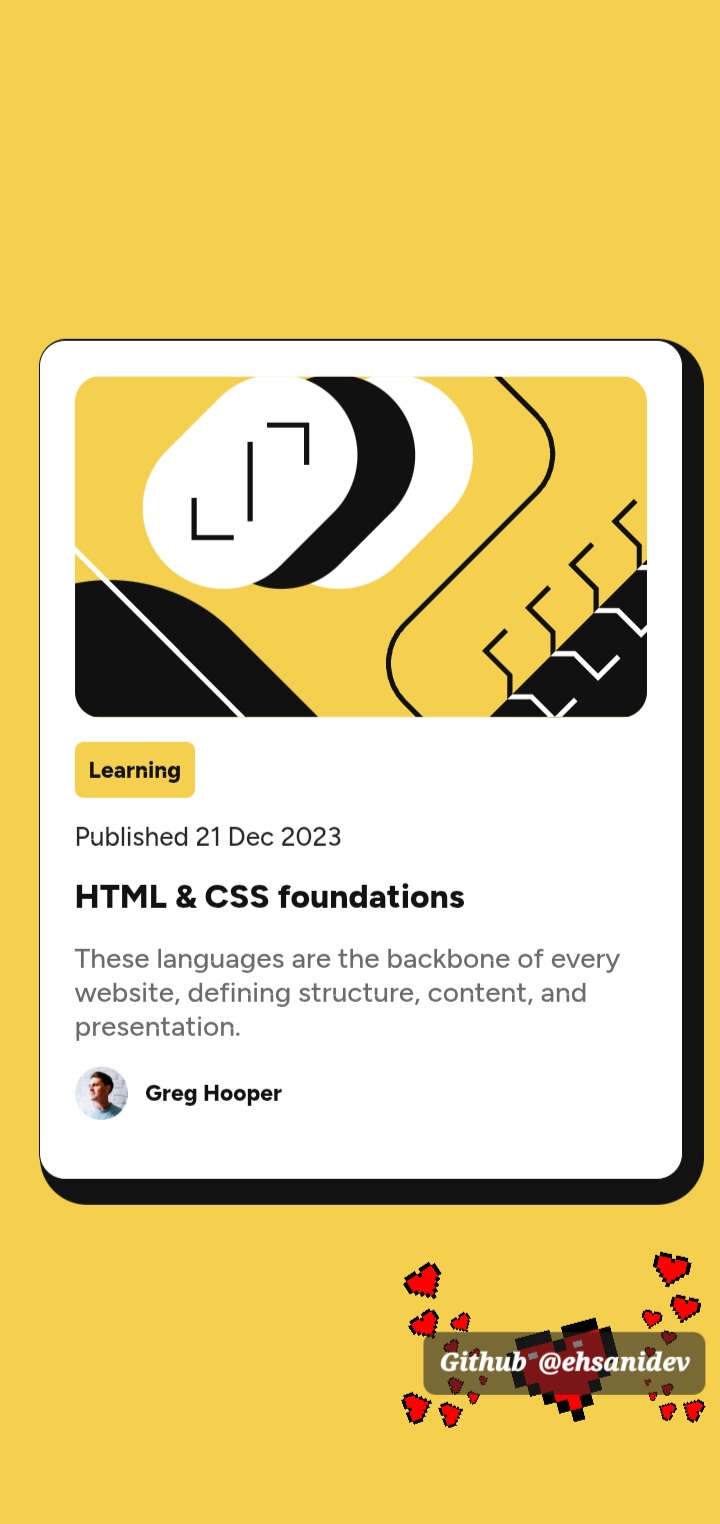 Learning
Published 21 Dec 2023
HTML & CSS foundations
These languages are the backbone of every
website, defining structure, content, and
presentation.
Greg Hooper
Github @ehsanidev